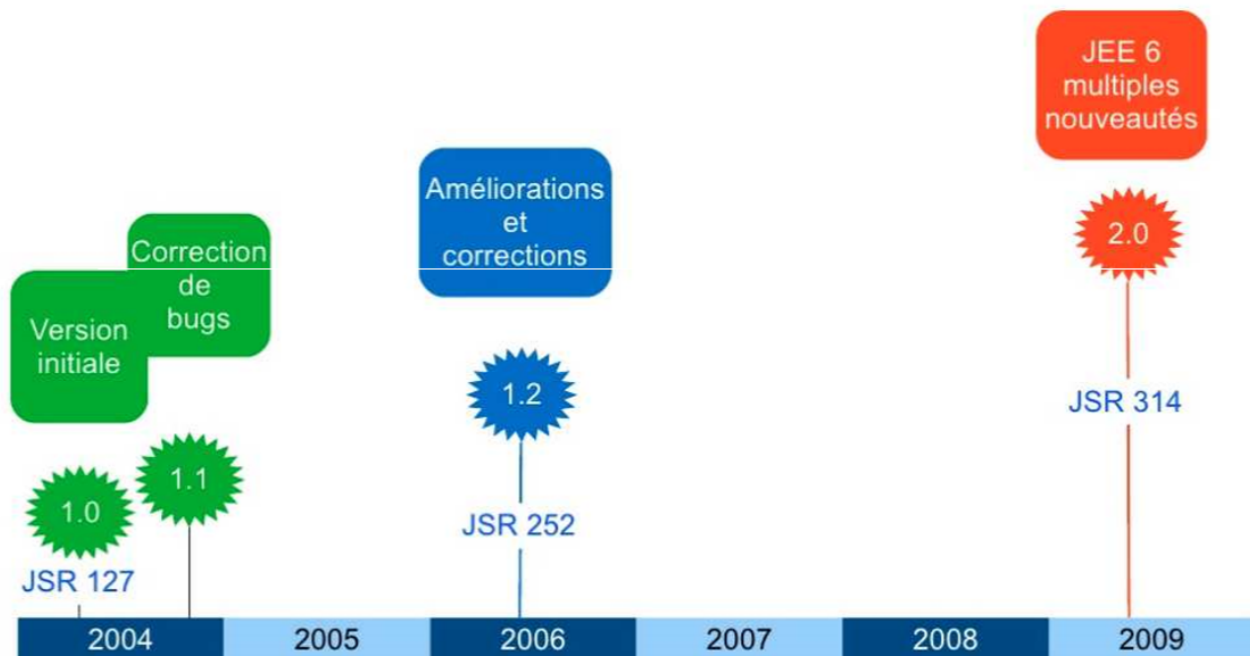 JEE 6
multiples
nouveautés
Améliorations
et
corrections
2.0
Correction
de
bugs
Version
initiale
1.2
JSR 314
1.1
1.0
JSR 252
JSR 127
2004
2005
2006
2007
2008
2009